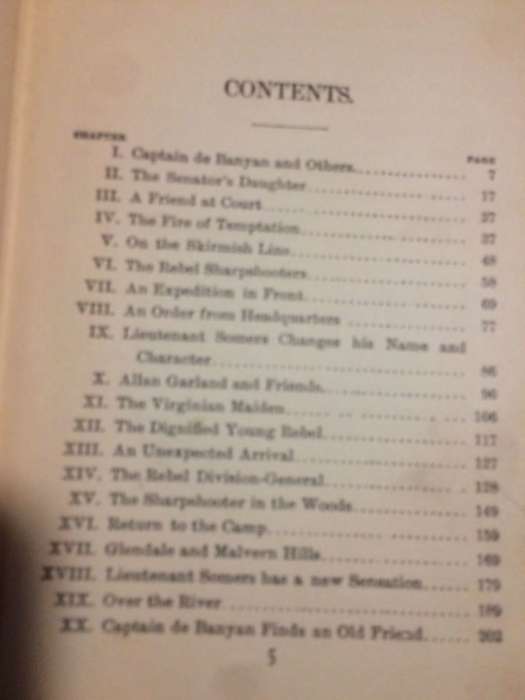 CONTENTS.
CHAPTER PAGE
I. Captain de Banyan and Others 7
II. The Senator's Daughter 17
III. A Friend at Court 27
IV. The Fire of Temptation 37
V. On the Skirmish Line 48
VI. The Rebel Sharpshooters 58
VII. An Expedition in Front 69
VIII. An Order from Headquarters 77
IX. Lieutenant Somers Changes his Name and
Character 86
X. Allan Garland and Friends 96
XI. The Virginian Maiden 106
XII. The Dignified Young Rebel 117
XIII. An Unexpected Arrival 127
XIV. The Rebel Division-General 138
XV. The Sharpshooter in the Woods 149
XVI. Return to the Camp 159
XVII. Glendale and Malvern Hills 169
XVIII. Lieutenant Somers has a new Sensation 179
XIX. Over the River 189
XX. Captain de Banyan Finds an Old Friend 202
5